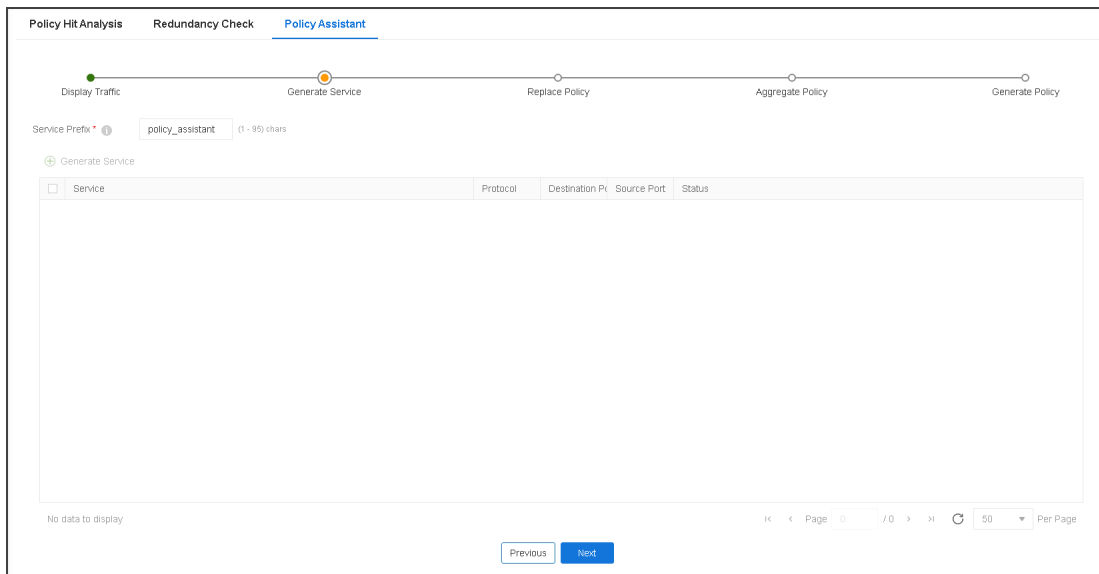 Policy Hit Analysis Redundancy Check Policy Assistant
Display Traffic Generate Service Replace Policy Aggregate Policy Generate Policy
Service Prefix * policy_assistant (1 - 95) chars
Generate Service
Service Protocol Destination Po Source Port Status
No data to display Page 0 / 0 50 Per Page
Previous Next